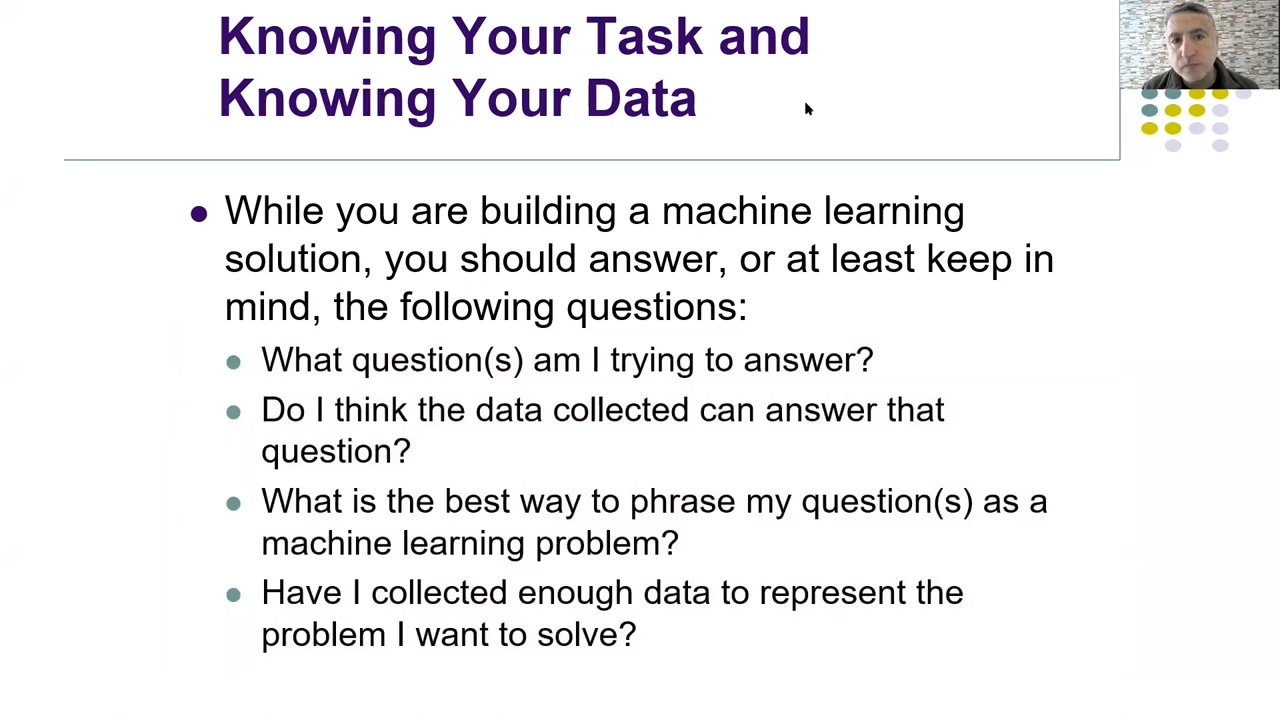 Knowing Your Task and
Knowing Your Data
While you are building a machine learning
solution, you should answer, or at least keep in
mind, the following questions:
What question(s) am I trying to answer?
Do I think the data collected can answer that
question?
What is the best way to phrase my question(s) as a
machine learning problem?
Have I collected enough data to represent the
problem I want to solve?